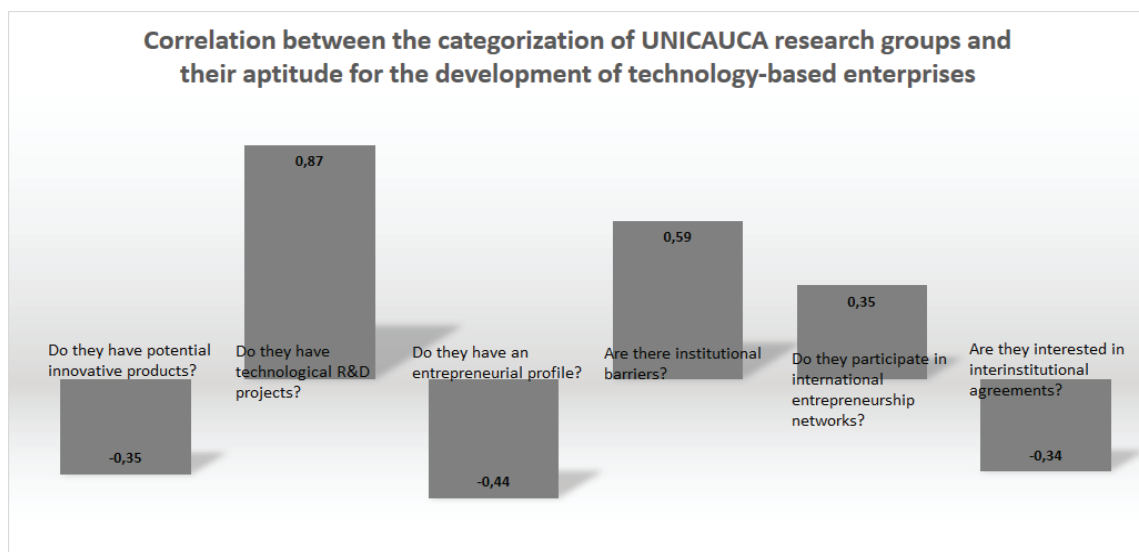 Correlation between the categorization of UNICAUCA research groups and
their aptitude for the development of technology-based enterprises
0,87
0,59
0,35
Do they have potential
innovative products?
Do they have
technological R&D
projects?
Do they have an
entrepreneurial profile?
Are there institutional
barriers?
Do they participate in
international
entrepreneurship
networks?
Are they interested in
interinstitutional
agreements?
-0,35
-0,44
-0,34